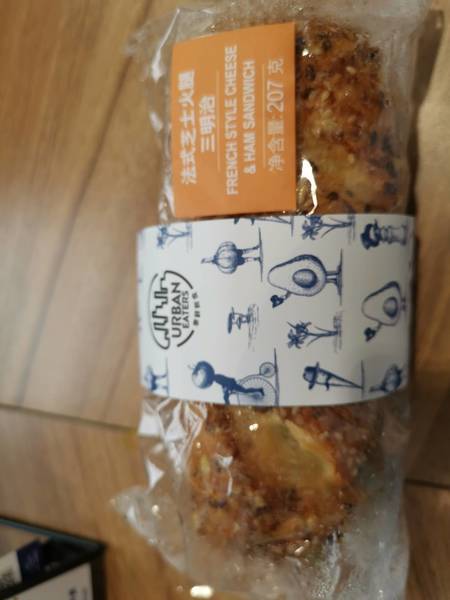 法式芝士火腿
三明治
FRENCH STYLE CHEESE
& HAM SANDWICH
净含量: 207 克
URBAN
EATERS